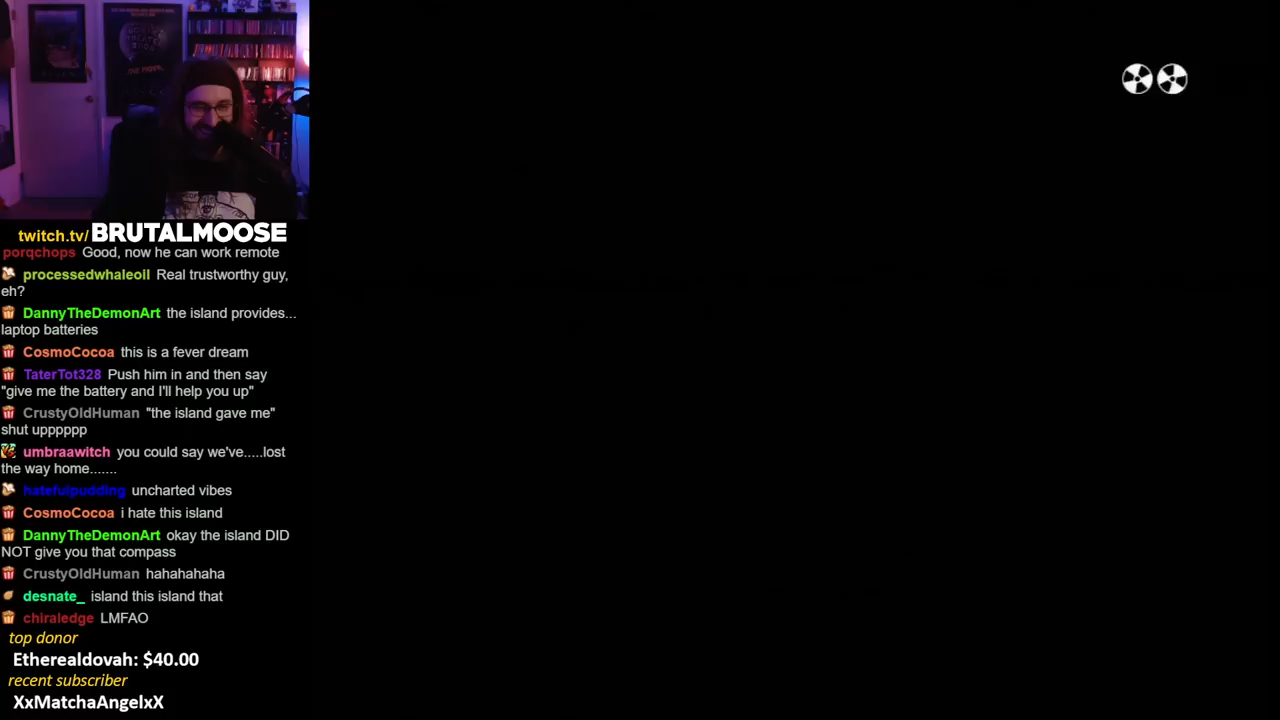 twitch.tv/BRUTALMOOSE
porqchops Good, now he can work remote
processedwhaleoil Real trustworthy guy,
eh?
DannyTheDemonArt the island provides...
laptop batteries
CosmoCocoa this is a fever dream
TaterTot328 Push him in and then say
"give me the battery and I'll help you up"
CrustyOldHuman "the island gave me"
shut upppppp
umbraawitch you could say we've.....lost
the way home.......
hatefulpudding uncharted vibes
CosmoCocoa i hate this island
DannyTheDemonArt okay the island DID
NOT give you that compass
CrustyOldHuman hahahahaha
desnate_ island this island that
chiraledge LMFAO
top donor
Etherealdovah: $40.00
recent subscriber
XxMatchaAngelxX